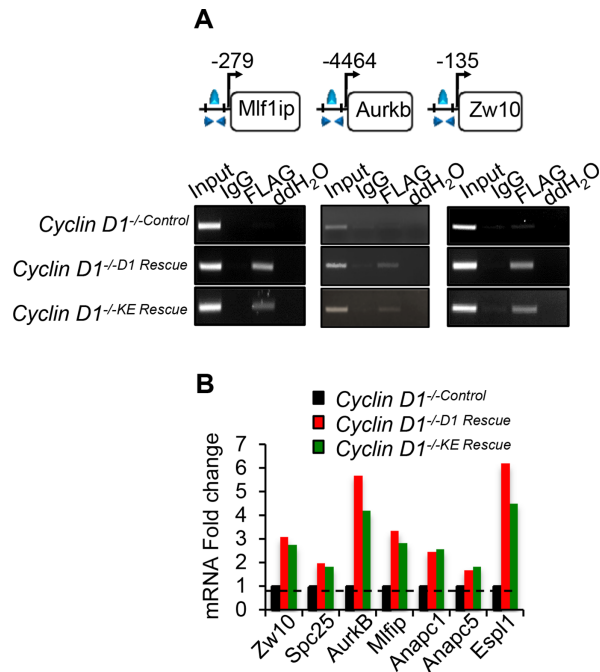 A
-279 -4464 -135
Mlf1ip Aurkb Zw10
Input IgG FLAG ddH2O Input IgG FLAG ddH2O Input IgG FLAG ddH2O
Cyclin D1-/-Control
Cyclin D1-/-D1 Rescue
Cyclin D1-/-KE Rescue
B
Cyclin D1-/-Control
Cyclin D1-/-D1 Rescue
Cyclin D1-/-KE Rescue
mRNA Fold change
7
6
5
4
3
2
1
0
Zw10 Spc25 AurkB Mlfip Anapc1 Anapc5 Espl1